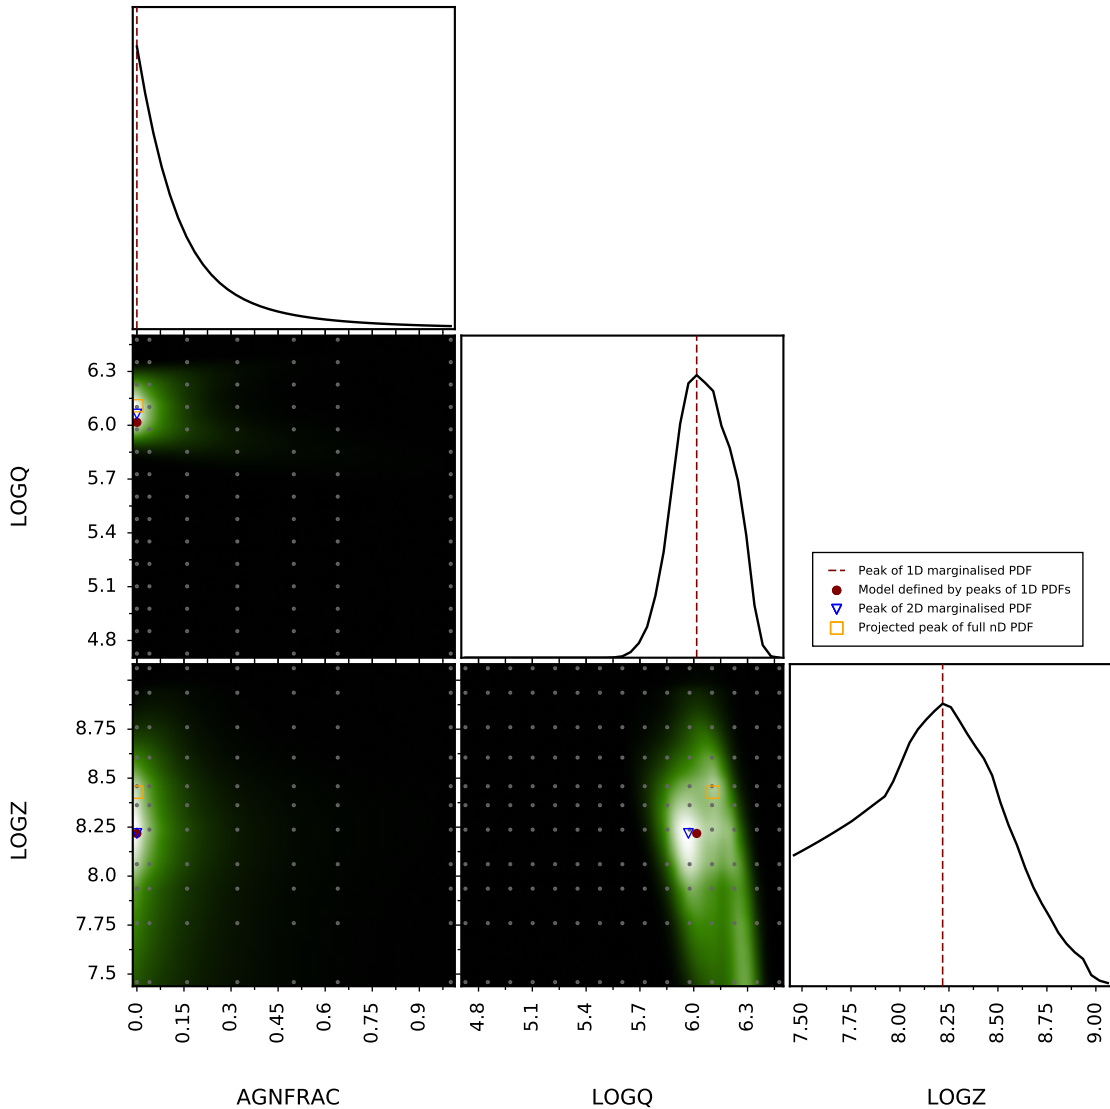 6.3
6.0
5.7
5.4
5.1
4.8
LOGQ
Peak of 1D marginalised PDF
Model defined by peaks of 1D PDFs
Peak of 2D marginalised PDF
Projected peak of full nD PDF
8.75
8.5
8.25
8.0
7.75
7.5
LOGZ
0.0 0.15 0.3 0.45 0.6 0.75 0.9
4.8 5.1 5.4 5.7 6.0 6.3
7.50 7.75 8.00 8.25 8.50 8.75 9.00
AGNFRAC
LOGQ
LOGZ